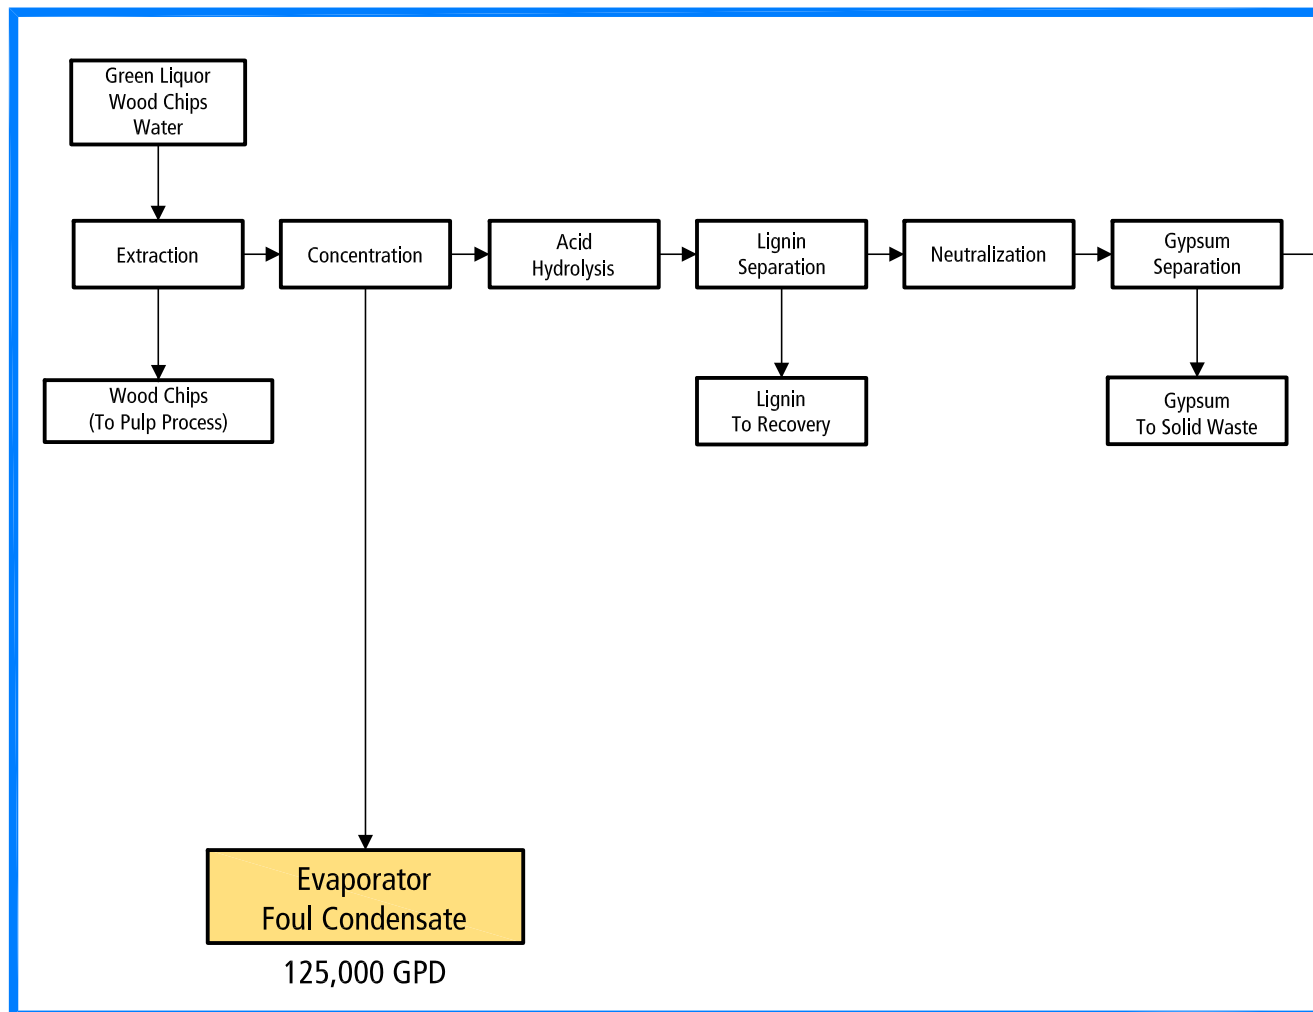 Green Liquor
Wood Chips
Water
Extraction
Concentration
Acid
Hydrolysis
Lignin
Separation
Neutralization
Gypsum
Separation
Wood Chips
(To Pulp Process)
Lignin
To Recovery
Gypsum
To Solid Waste
Evaporator
Foul Condensate
125,000 GPD